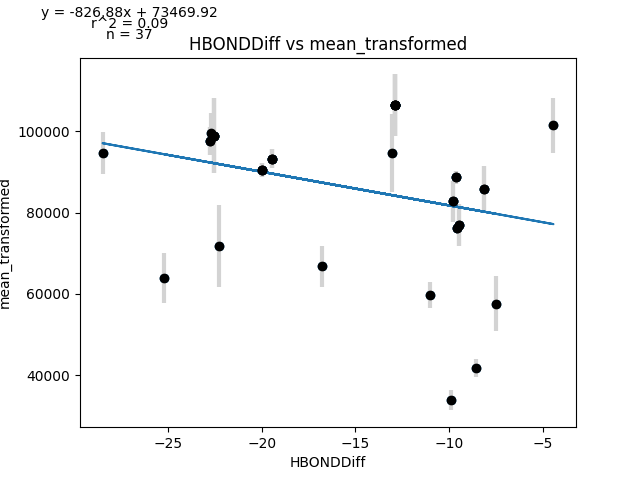 y = -826.88x + 73469.92
r^2 = 0.09
n = 37
HBONDDiff vs mean_transformed
mean_transformed
100000
80000
60000
40000
−25
−20
−15
−10
−5
HBONDDiff